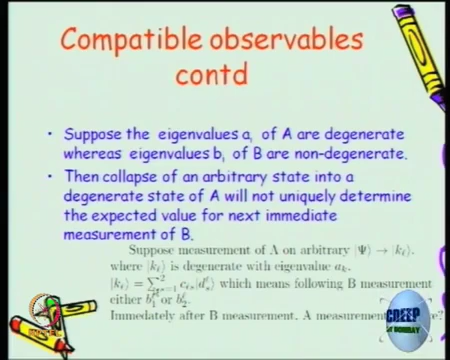 Compatible observables
contd
• Suppose the eigenvalues a, of A are degenerate
whereas eigenvalues b, of B are non-degenerate.
• Then collapse of an arbitrary state into a
degenerate state of A will not uniquely determine
the expected value for next immediate
measurement of B.
Suppose measurement of A on arbitrary |Ψ⟩ → |k_ℓ⟩.
where |k_ℓ⟩ is degenerate with eigenvalue a_k.
which means following B measurement
either or
Immediately after B measurement. A measurement
CDEEP
IIT BOMBAY